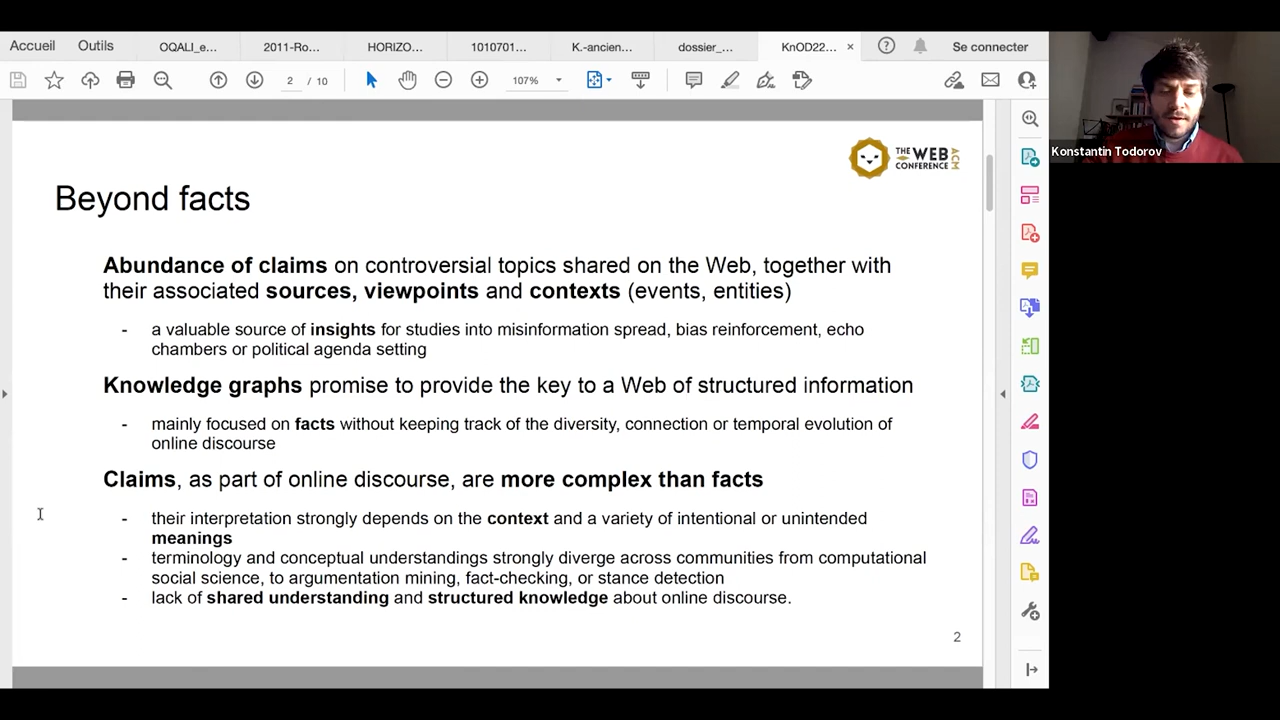 Accueil Outils OQALI_e... 2011-Ro... HORIZO... 1010701... K.-ancien... dossier_... KnOD22... × ? Se connecter
2 / 10 107%
Konstantin Todorov
THE WEB CONFERENCE ACM
Beyond facts
Abundance of claims on controversial topics shared on the Web, together with
their associated sources, viewpoints and contexts (events, entities)
- a valuable source of insights for studies into misinformation spread, bias reinforcement, echo
chambers or political agenda setting
Knowledge graphs promise to provide the key to a Web of structured information
- mainly focused on facts without keeping track of the diversity, connection or temporal evolution of
online discourse
Claims, as part of online discourse, are more complex than facts
- their interpretation strongly depends on the context and a variety of intentional or unintended
meanings
- terminology and conceptual understandings strongly diverge across communities from computational
social science, to argumentation mining, fact-checking, or stance detection
- lack of shared understanding and structured knowledge about online discourse.
2